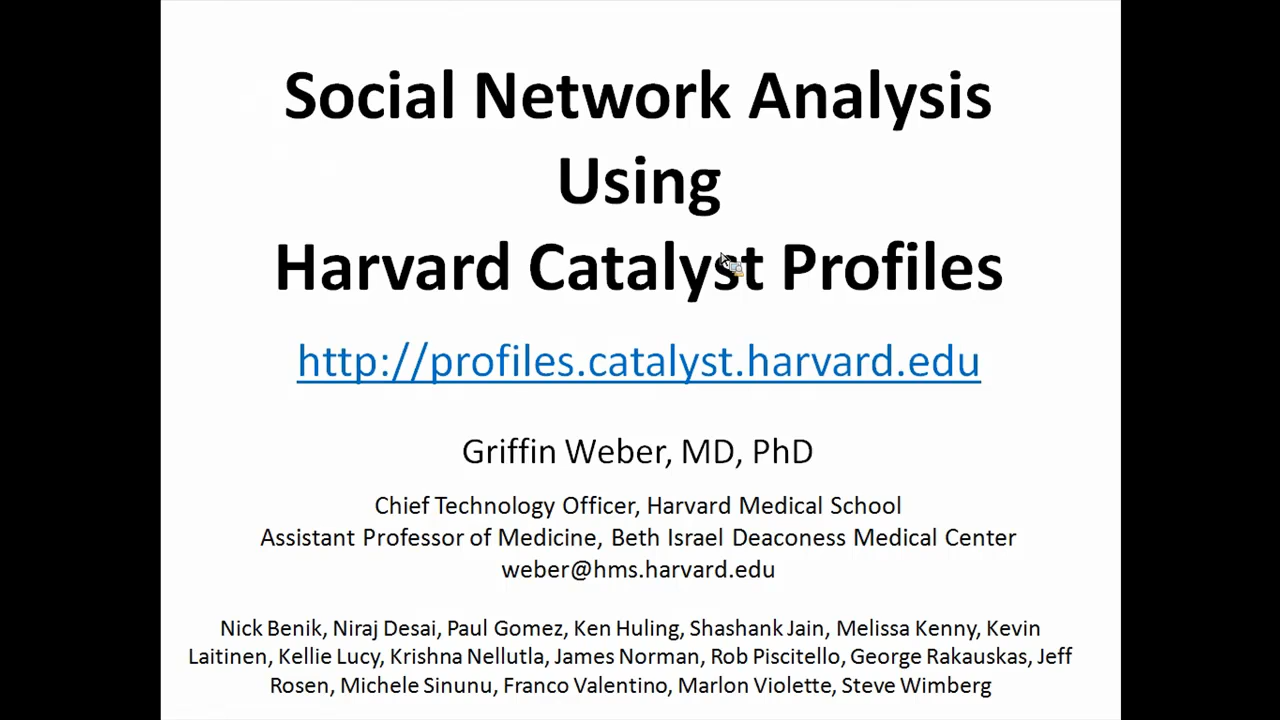 Social Network Analysis
Using
Harvard Catalyst Profiles
http://profiles.catalyst.harvard.edu
Griffin Weber, MD, PhD
Chief Technology Officer, Harvard Medical School
Assistant Professor of Medicine, Beth Israel Deaconess Medical Center
weber@hms.harvard.edu
Nick Benik, Niraj Desai, Paul Gomez, Ken Huling, Shashank Jain, Melissa Kenny, Kevin
Laitinen, Kellie Lucy, Krishna Nellutla, James Norman, Rob Piscitello, George Rakauskas, Jeff
Rosen, Michele Sinunu, Franco Valentino, Marlon Violette, Steve Wimberg